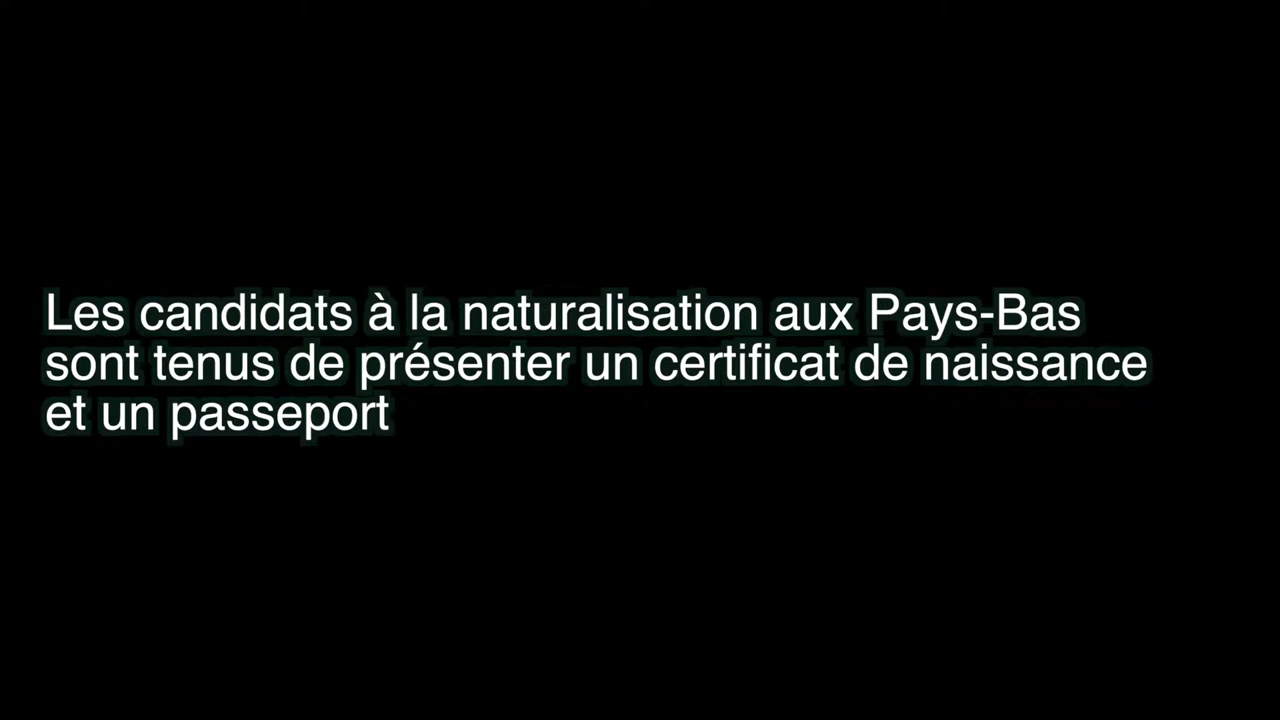 Les candidats à la naturalisation aux Pays-Bas
sont tenus de présenter un certificat de naissance
et un passeport